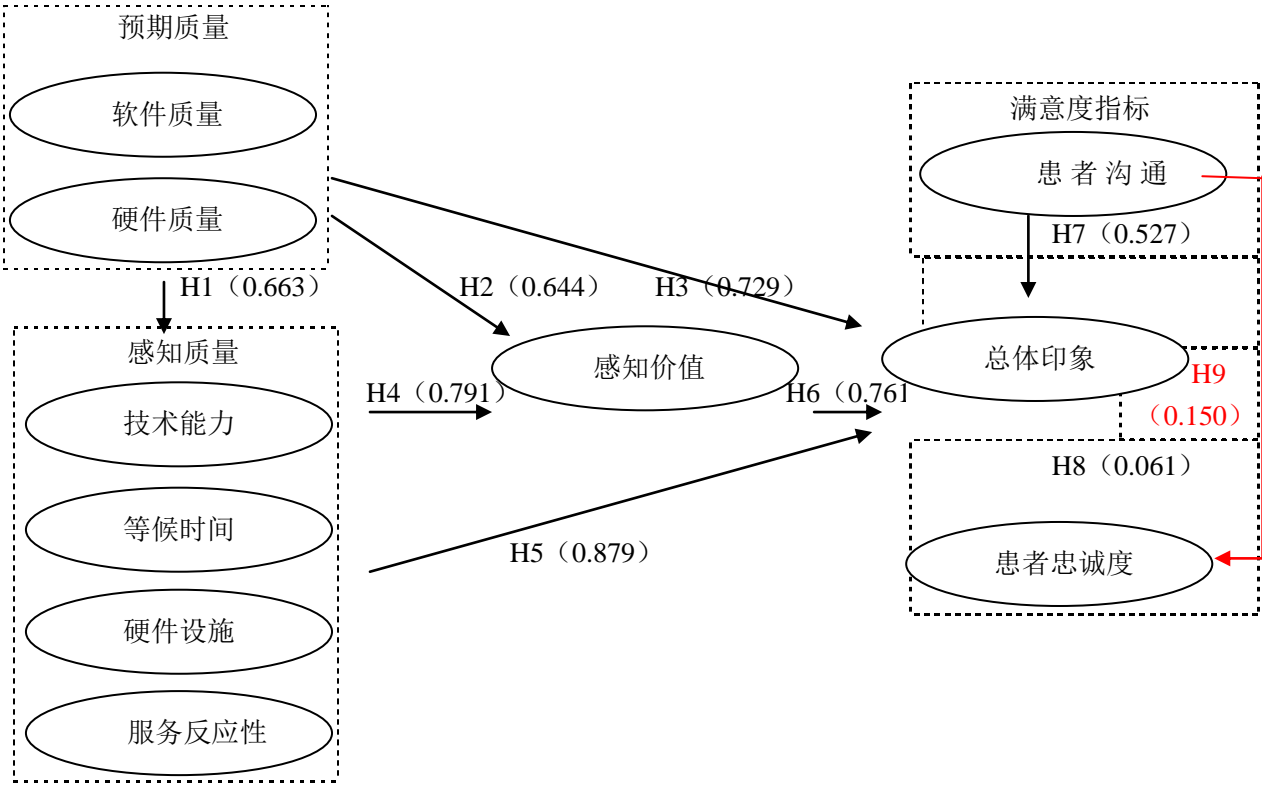 预期质量
软件质量
硬件质量
H1（0.663）
感知质量
技术能力
等候时间
硬件设施
服务反应性
H2（0.644）
H3（0.729）
H4（0.791）
感知价值
H6（0.761
H5（0.879）
满意度指标
患者沟通
H7（0.527）
总体印象
H9
（0.150）
H8（0.061）
患者忠诚度